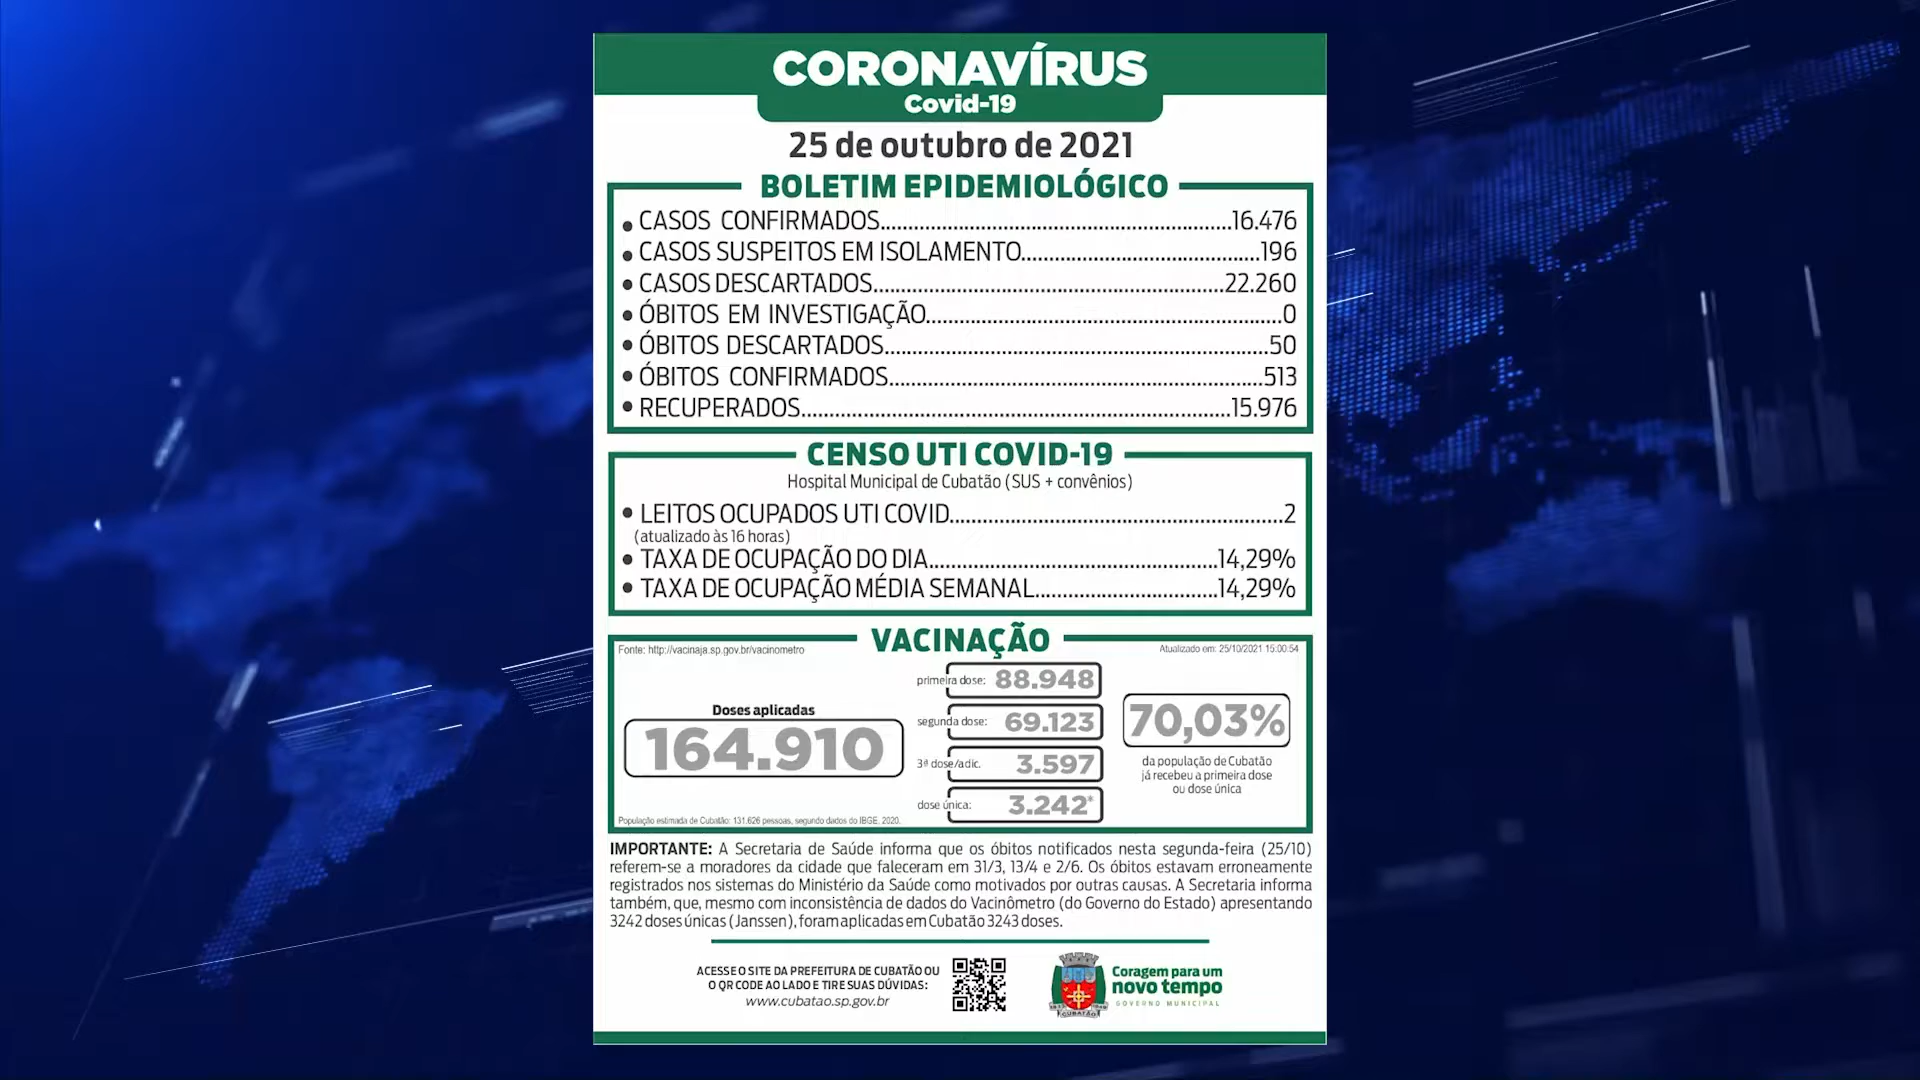 CORONAVÍRUS
Covid-19
25 de outubro de 2021
BOLETIM EPIDEMIOLÓGICO
• CASOS CONFIRMADOS....................16.476
• CASOS SUSPEITOS EM ISOLAMENTO....................196
• CASOS DESCARTADOS....................22.260
• ÓBITOS EM INVESTIGAÇÃO....................0
• ÓBITOS DESCARTADOS....................50
• ÓBITOS CONFIRMADOS....................513
• RECUPERADOS....................15.976
CENSO UTI COVID-19
Hospital Municipal de Cubatão (SUS + convênios)
• LEITOS OCUPADOS UTI COVID....................2
(atualizado às 16 horas)
• TAXA DE OCUPAÇÃO DO DIA....................14,29%
• TAXA DE OCUPAÇÃO MÉDIA SEMANAL....................14,29%
VACINAÇÃO
Fonte: http://vacinaja.sp.gov.br/vacinometro
Atualizado em: 25/10/2021 15:00:54
Doses aplicadas
164.910
primeira dose: 88.948
segunda dose: 69.123
3ª dose/adic. 3.597
dose única: 3.242*
70,03%
da população de Cubatão
já recebeu a primeira dose
ou dose única
População estimada de Cubatão: 131.626 pessoas, segundo dados do IBGE, 2020.
IMPORTANTE: A Secretaria de Saúde informa que os óbitos notificados nesta segunda-feira (25/10)
referem-se a moradores da cidade que faleceram em 31/3, 13/4 e 2/6. Os óbitos estavam erroneamente
registrados nos sistemas do Ministério da Saúde como motivados por outras causas. A Secretaria informa
também, que, mesmo com inconsistência de dados do Vacinômetro (do Governo do Estado) apresentando
3242 doses únicas (Janssen), foram aplicadas em Cubatão 3243 doses.
ACESSE O SITE DA PREFEITURA DE CUBATÃO OU
O QR CODE AO LADO E TIRE SUAS DÚVIDAS:
www.cubatao.sp.gov.br
CUBATÃO
Coragem para um
novo tempo
GOVERNO MUNICIPAL